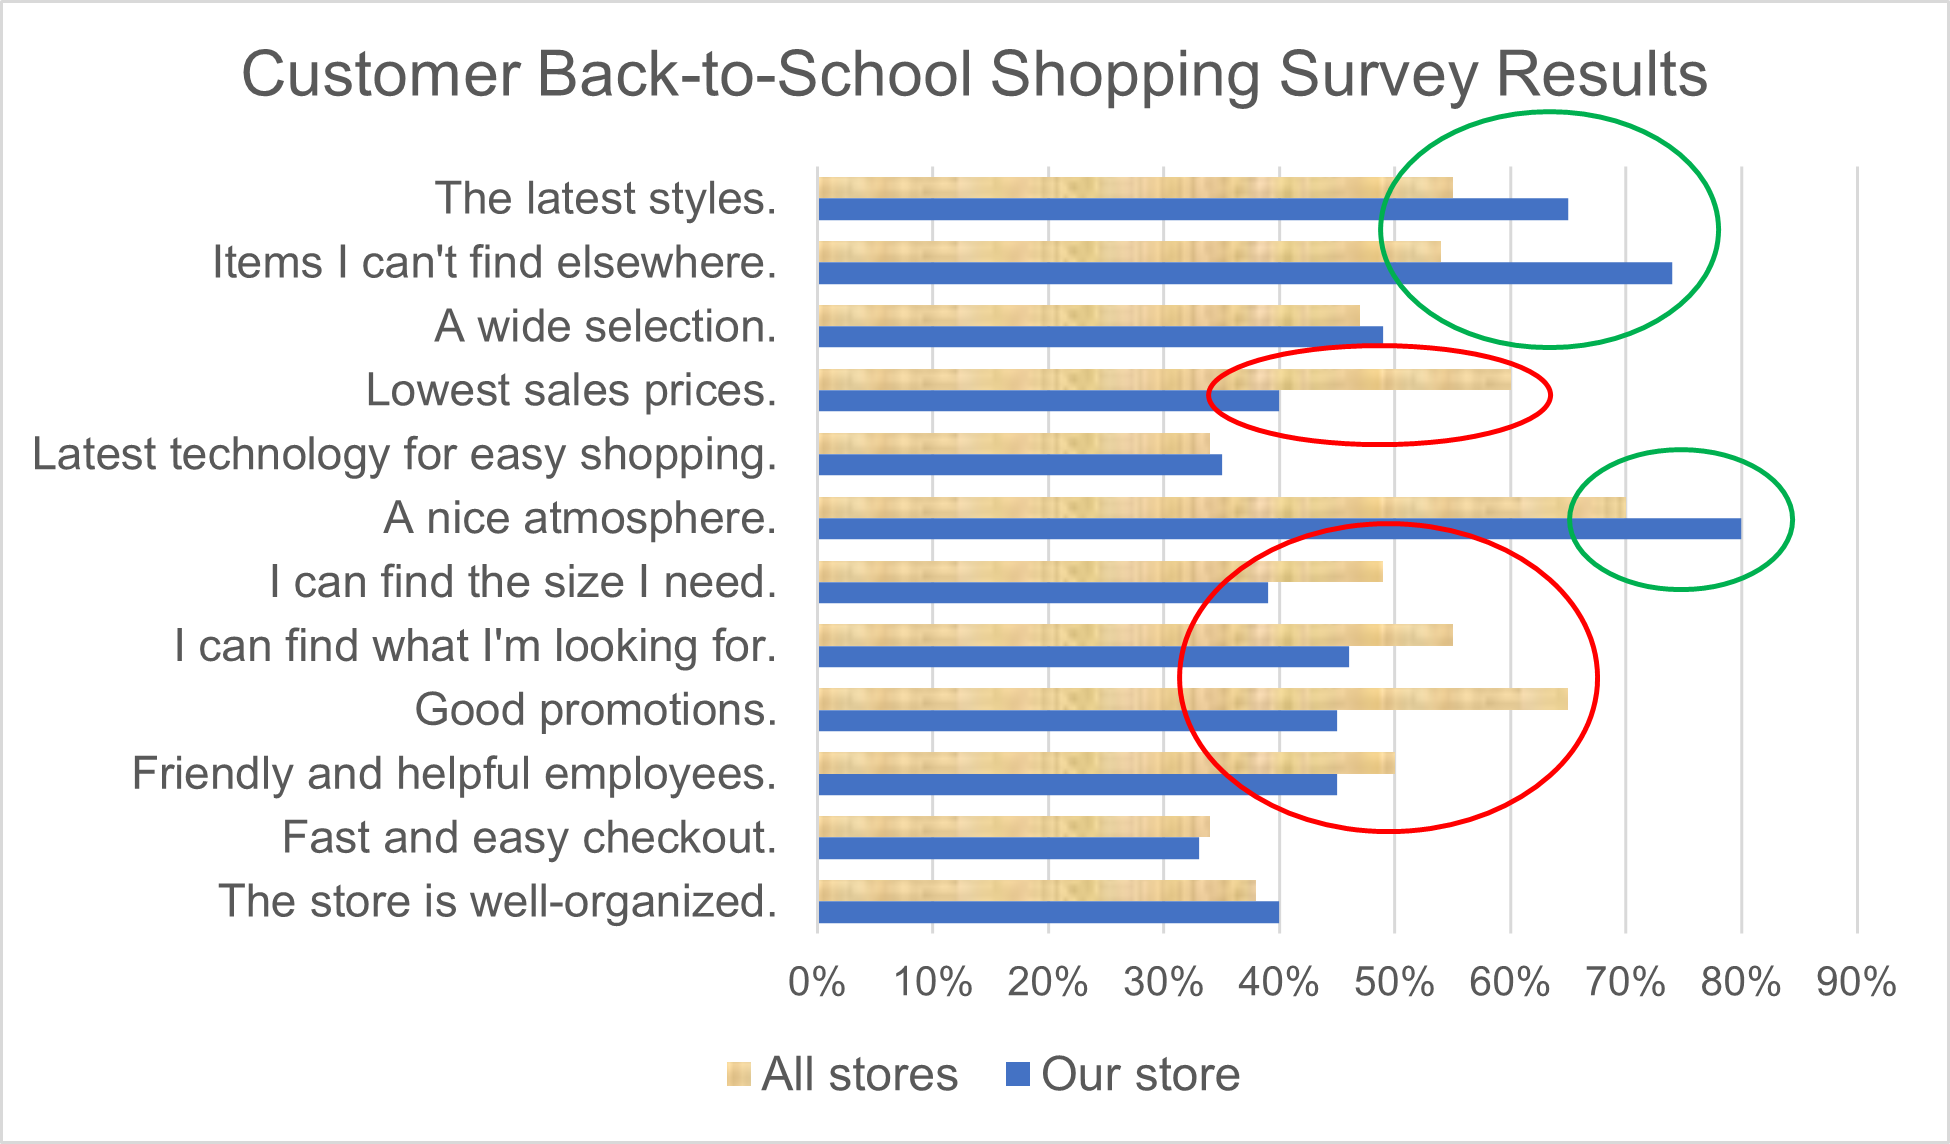 Customer Back-to-School Shopping Survey Results
The latest styles.
Items I can't find elsewhere.
A wide selection.
Lowest sales prices.
Latest technology for easy shopping.
A nice atmosphere.
I can find the size I need.
I can find what I'm looking for.
Good promotions.
Friendly and helpful employees.
Fast and easy checkout.
The store is well-organized.
0% 10% 20% 30% 40% 50% 60% 70% 80% 90%
All stores Our store